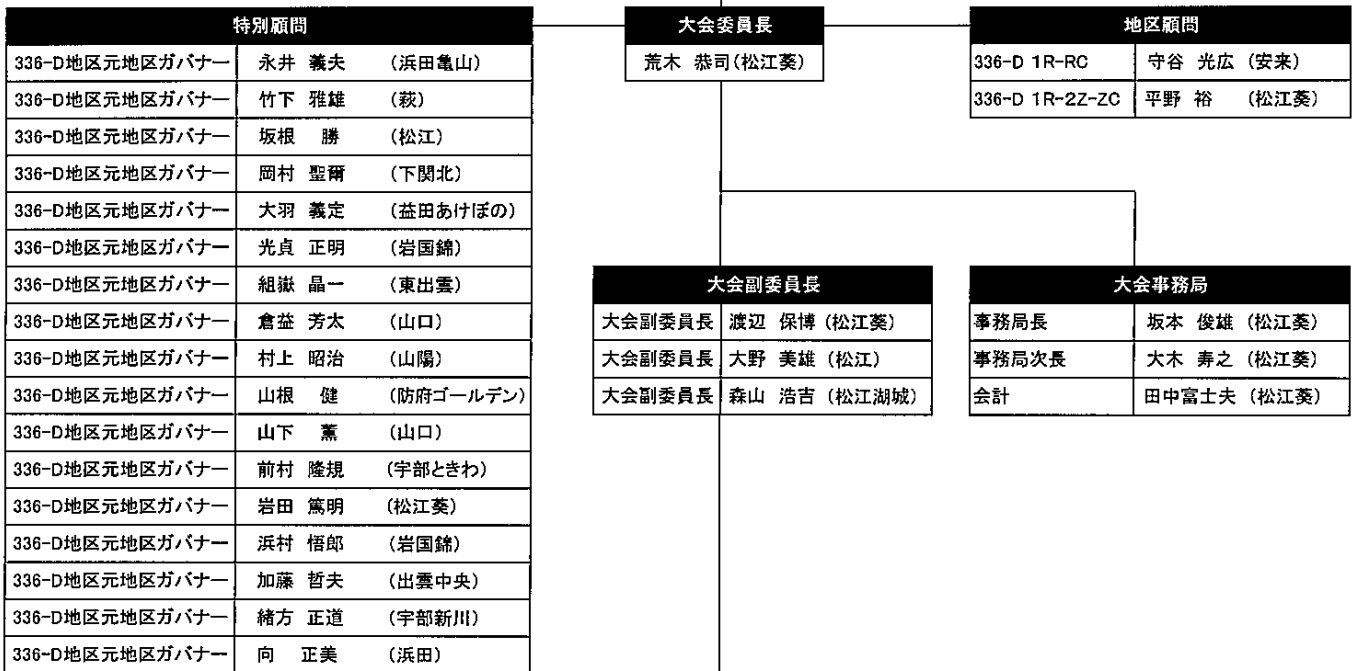 特別顧問
336-D地区元地区ガバナー 永井 義夫 (浜田亀山)
336-D地区元地区ガバナー 竹下 雅雄 (萩)
336-D地区元地区ガバナー 坂根 勝 (松江)
336-D地区元地区ガバナー 岡村 聖爾 (下関北)
336-D地区元地区ガバナー 大羽 義定 (益田あけぼの)
336-D地区元地区ガバナー 光貞 正明 (岩国錦)
336-D地区元地区ガバナー 組嶽 晶一 (東出雲)
336-D地区元地区ガバナー 倉益 芳太 (山口)
336-D地区元地区ガバナー 村上 昭治 (山陽)
336-D地区元地区ガバナー 山根 健 (防府ゴールデン)
336-D地区元地区ガバナー 山下 薫 (山口)
336-D地区元地区ガバナー 前村 隆規 (宇部ときわ)
336-D地区元地区ガバナー 岩田 篤明 (松江葵)
336-D地区元地区ガバナー 浜村 悟郎 (岩国錦)
336-D地区元地区ガバナー 加藤 哲夫 (出雲中央)
336-D地区元地区ガバナー 緒方 正道 (宇部新川)
336-D地区元地区ガバナー 向 正美 (浜田)
大会委員長
荒木 恭司(松江葵)
地区顧問
336-D 1R-RC 守谷 光広 (安来)
336-D 1R-2Z-ZC 平野 裕 (松江葵)
大会副委員長
大会副委員長 渡辺 保博 (松江葵)
大会副委員長 大野 美雄 (松江)
大会副委員長 森山 浩吉 (松江湖城)
大会事務局
事務局長 坂本 俊雄 (松江葵)
事務局次長 大木 寿之 (松江葵)
会計 田中富士夫 (松江葵)